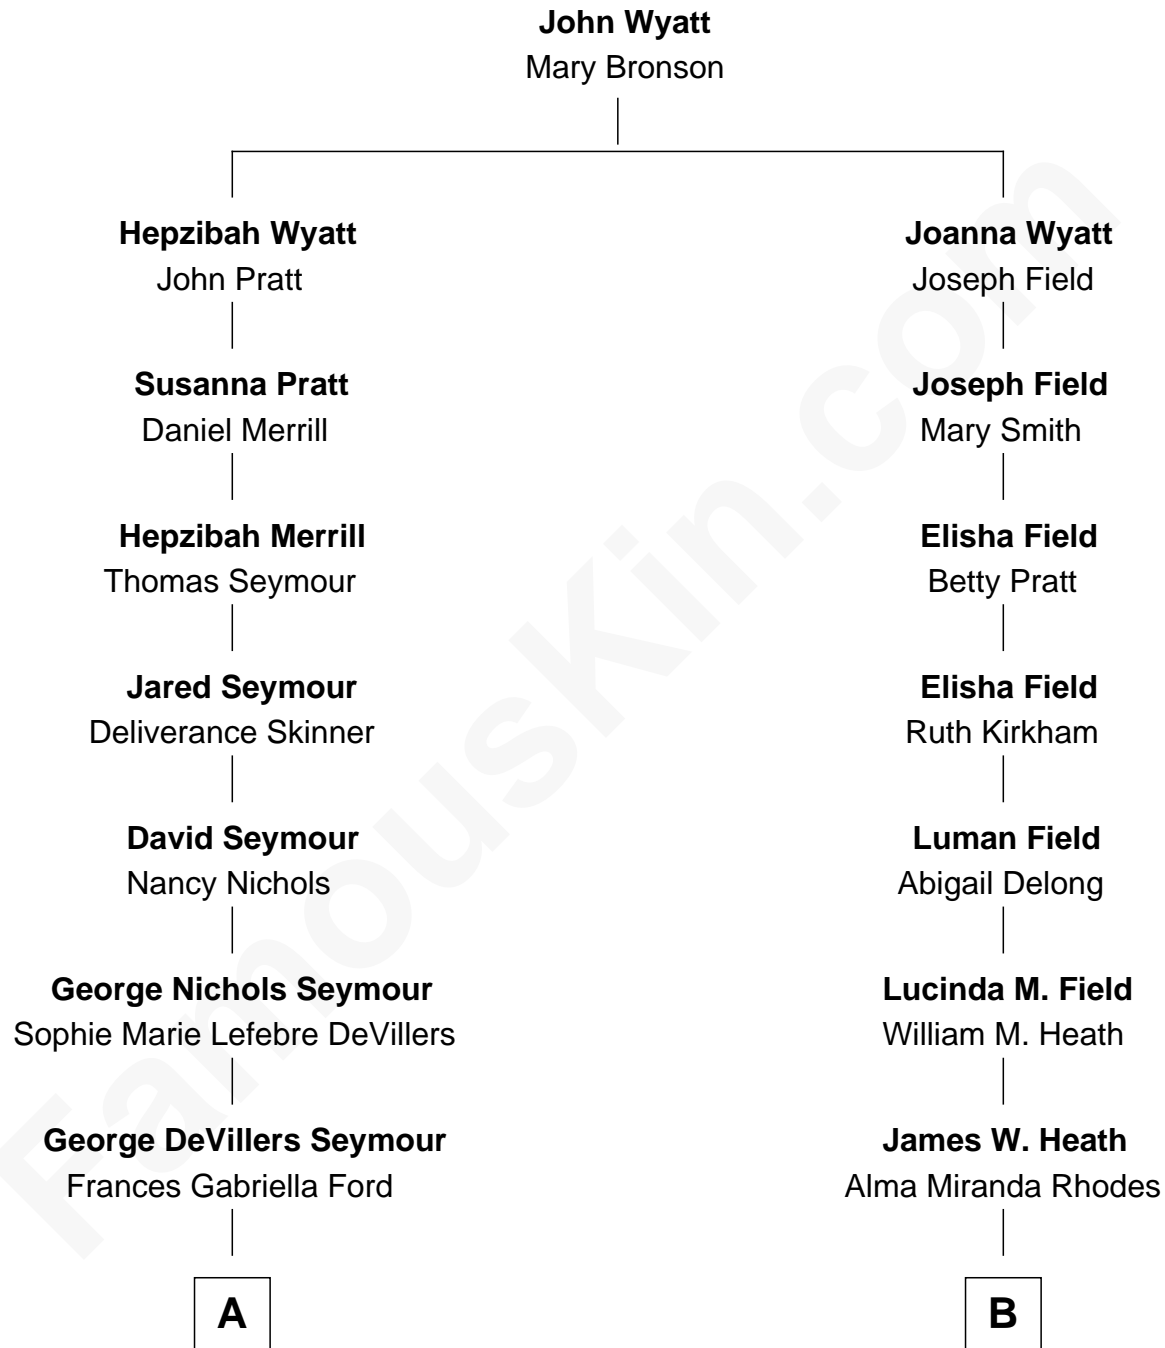 John Wyatt
Mary Bronson
Hepzibah Wyatt
John Pratt
Susanna Pratt
Daniel Merrill
Hepzibah Merrill
Thomas Seymour
Jared Seymour
Deliverance Skinner
David Seymour
Nancy Nichols
George Nichols Seymour
Sophie Marie Lefebre DeVillers
George DeVillers Seymour
Frances Gabriella Ford
A
Joanna Wyatt
Joseph Field
Joseph Field
Mary Smith
Elisha Field
Betty Pratt
Elisha Field
Ruth Kirkham
Luman Field
Abigail Delong
Lucinda M. Field
William M. Heath
James W. Heath
Alma Miranda Rhodes
B
FamousKin.com